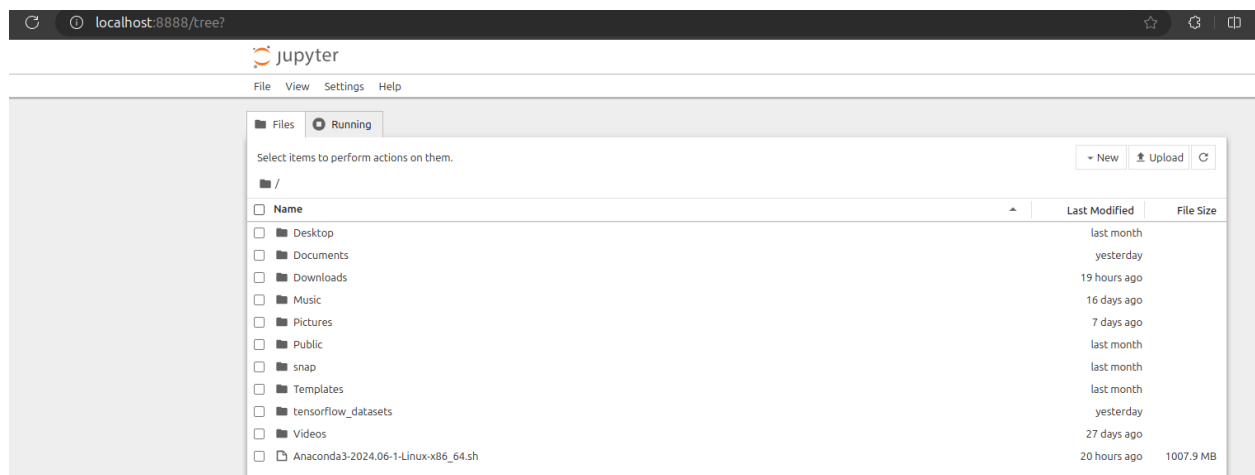 localhost:8888/tree?
jupyter
File View Settings Help
Files Running
Select items to perform actions on them.
New Upload
/
Name Last Modified File Size
Desktop last month
Documents yesterday
Downloads 19 hours ago
Music 16 days ago
Pictures 7 days ago
Public last month
snap last month
Templates last month
tensorflow_datasets yesterday
Videos 27 days ago
Anaconda3-2024.06-1-Linux-x86_64.sh 20 hours ago 1007.9 MB